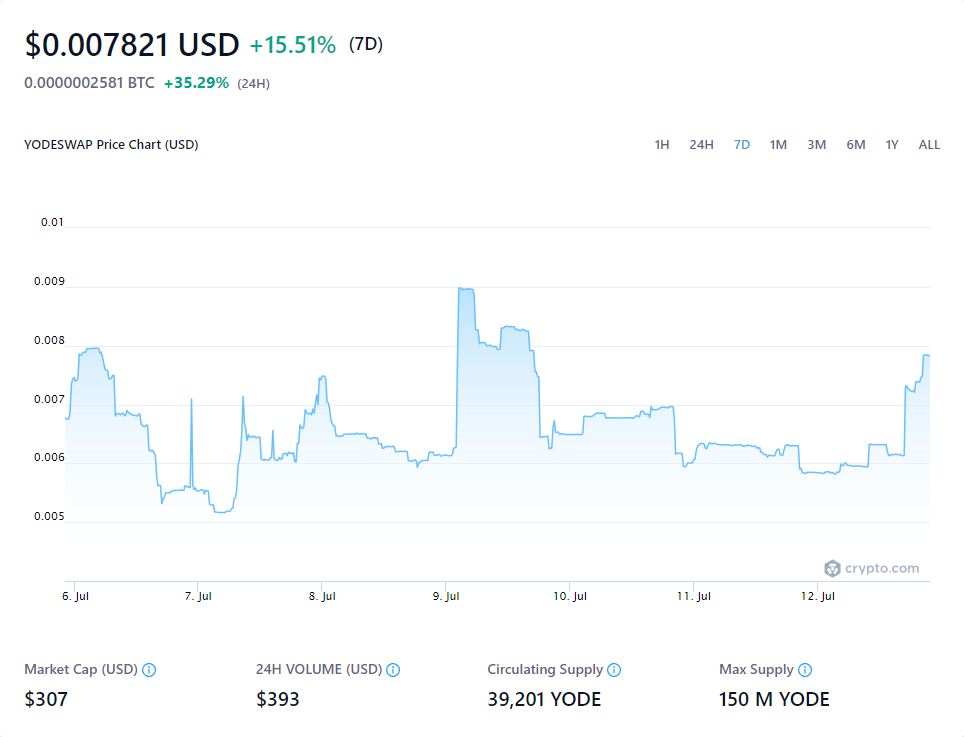 $0.007821 USD +15.51% (7D)
0.0000002581 BTC +35.29% (24H)
YODESWAP Price Chart (USD) 1H 24H 7D 1M 3M 6M 1Y ALL
0.01
0.009
0.008
0.007
0.006
0.005
crypto.com
6. Jul 7. Jul 8. Jul 9. Jul 10. Jul 11. Jul 12. Jul
Market Cap (USD) 24H VOLUME (USD) Circulating Supply Max Supply
$307 $393 39,201 YODE 150 M YODE